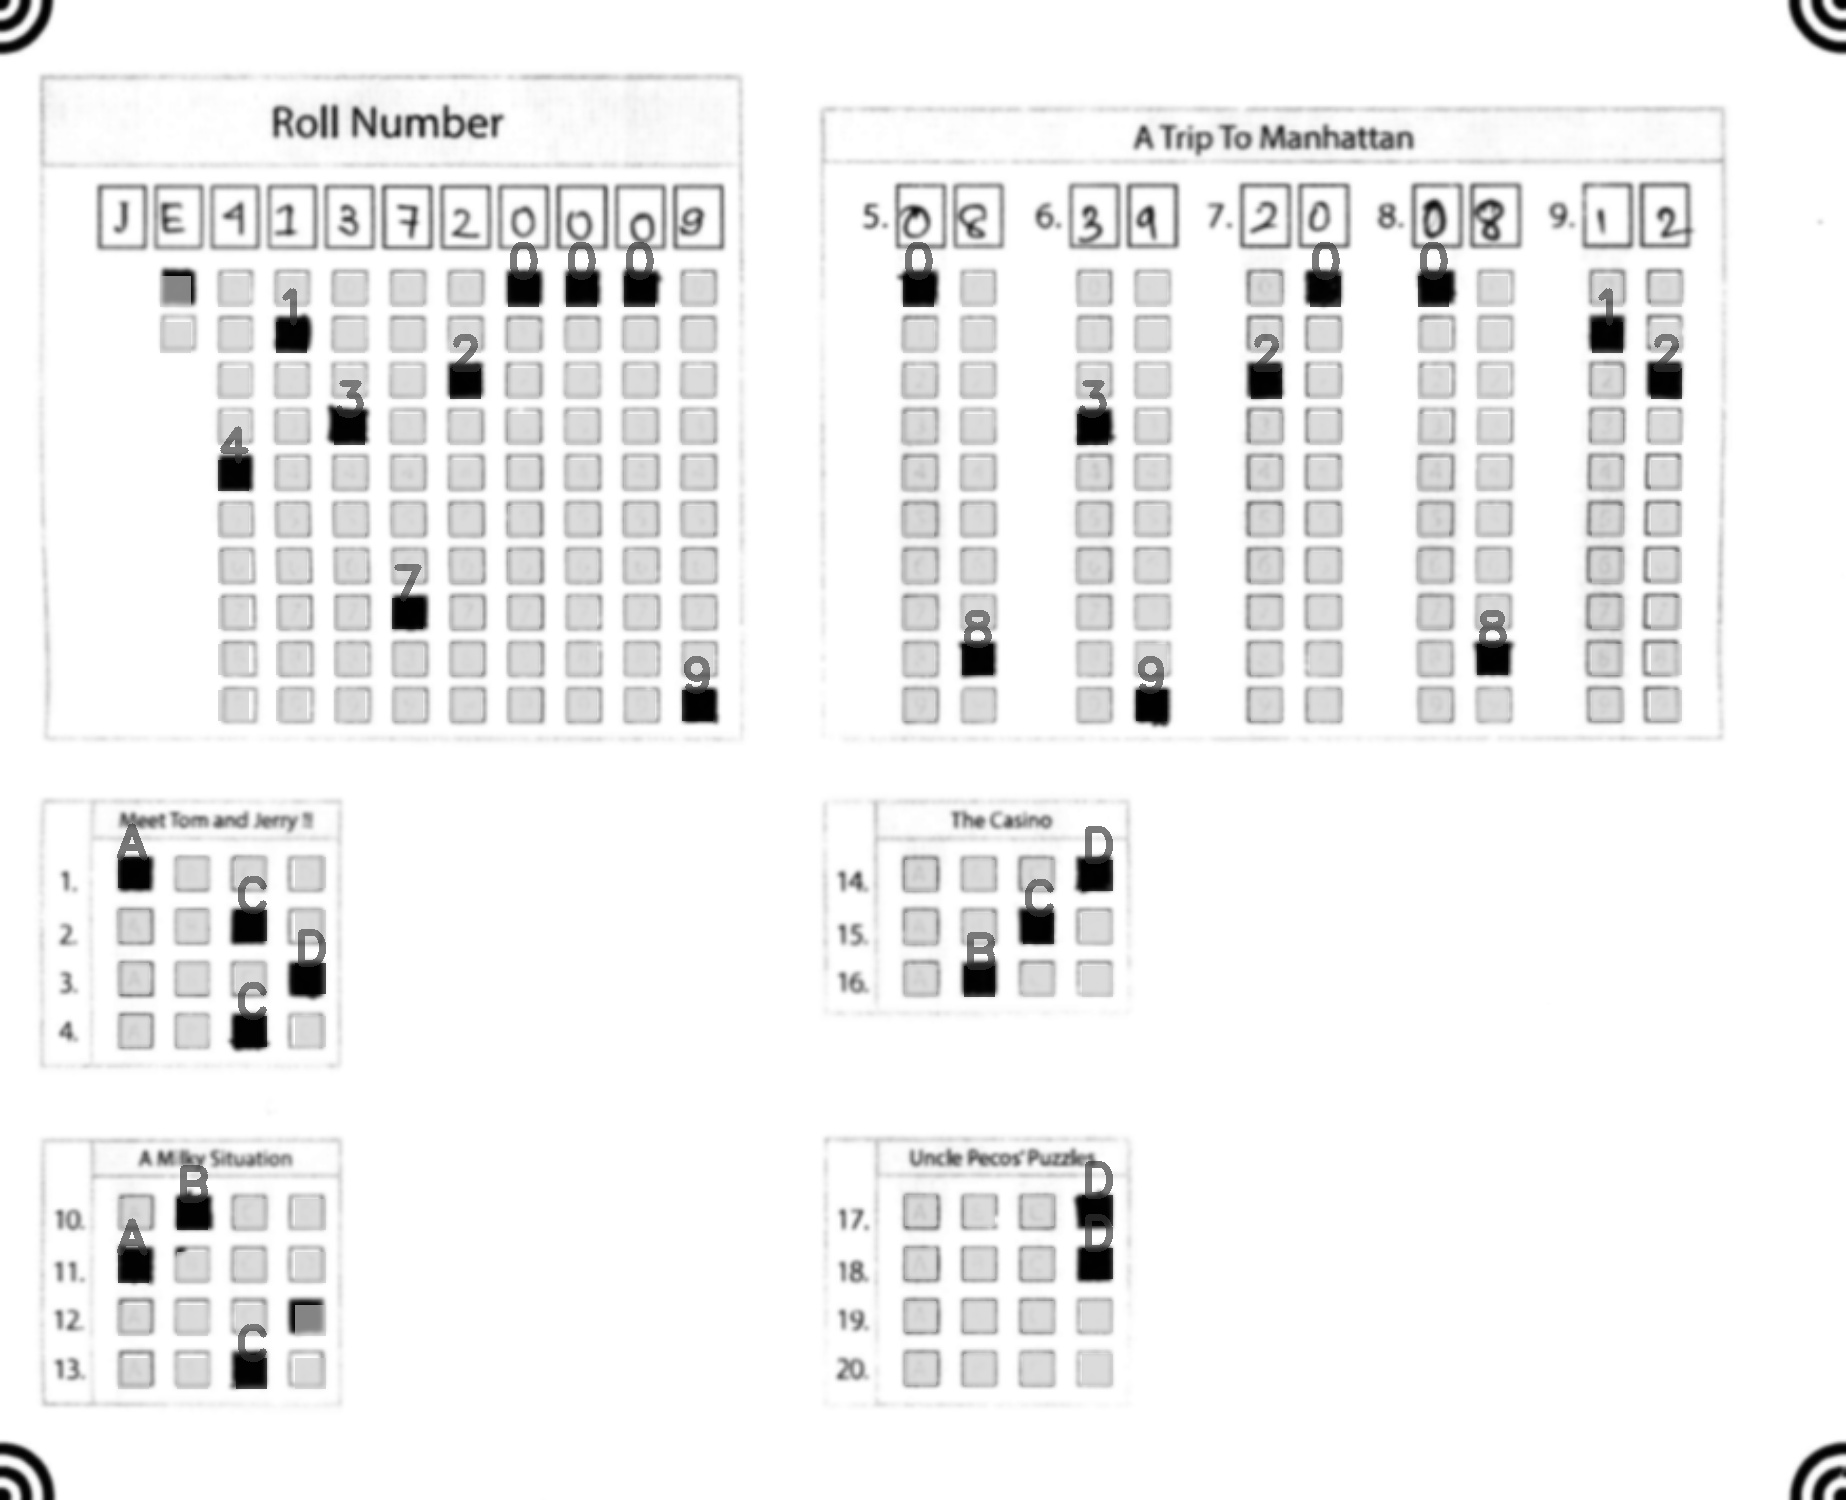 Roll Number
J E 4 1 3 7 2 0 0 0 9
0 0 0
1
2
3
4
7
9
A Trip To Manhattan
5. 0 8 6. 3 9 7. 2 0 8. 0 8 9. 1 2
0 0 0
1
2 2
3
8 8
9
Meet Tom and Jerry !!
A
1.
C
2.
D
3.
C
4.
The Casino
D
14.
C
15.
B
16.
A Milky Situation
B
10.
A
11.
12.
C
13.
Uncle Pecos' Puzzles
D
17.
D
18.
19.
20.